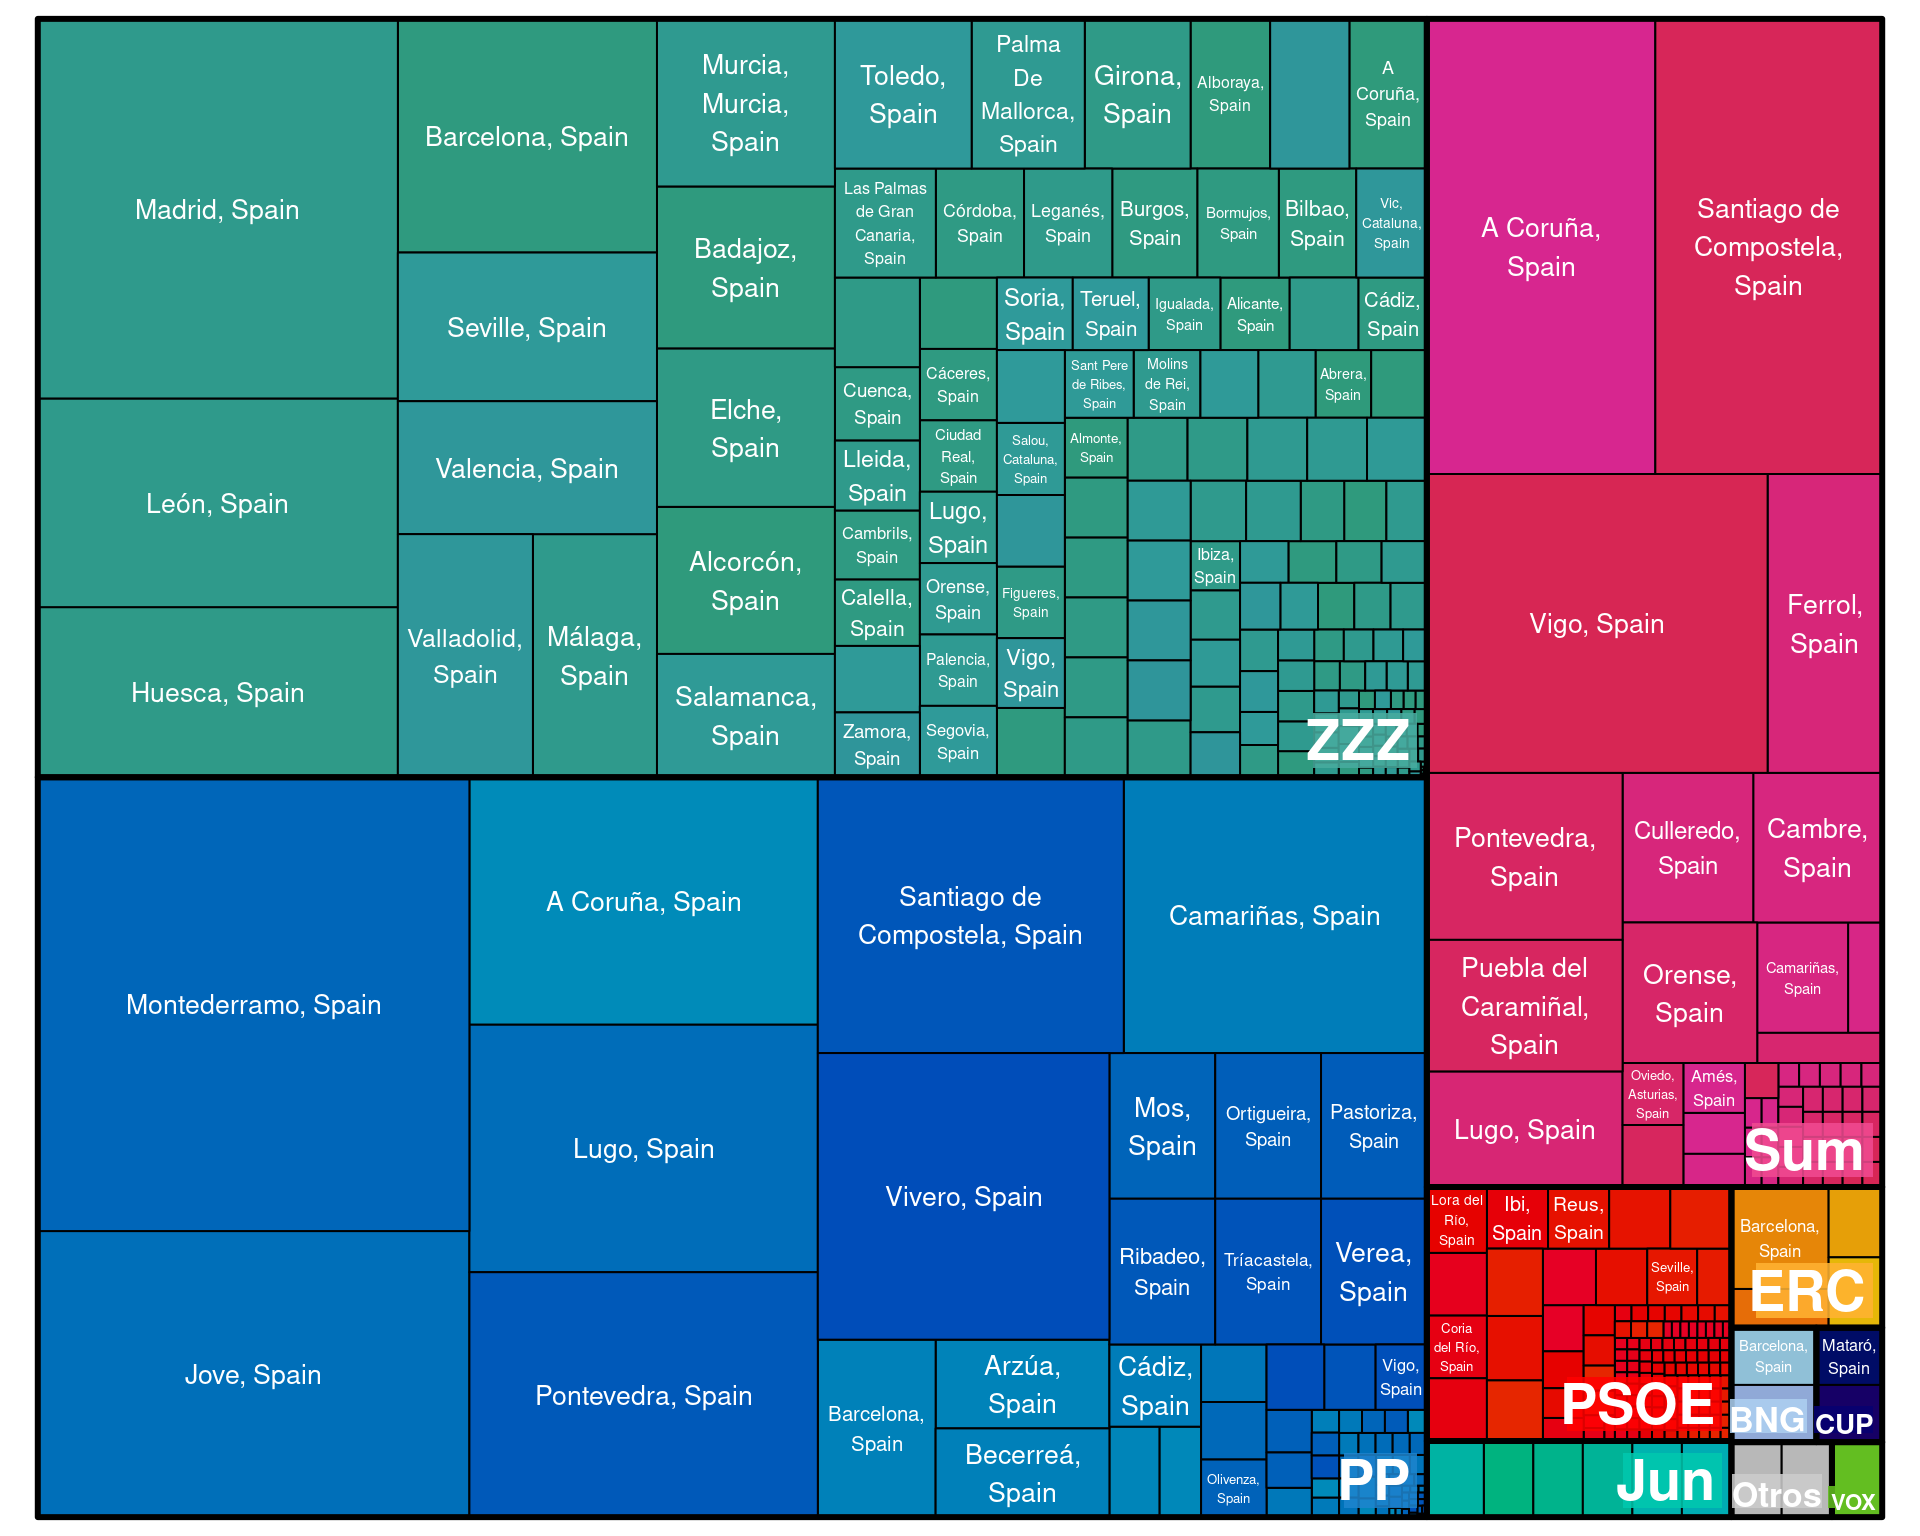 Madrid, Spain
León, Spain
Huesca, Spain
Barcelona, Spain
Seville, Spain
Valencia, Spain
Valladolid,
Spain
Málaga,
Spain
Murcia,
Murcia,
Spain
Badajoz,
Spain
Elche,
Spain
Alcorcón,
Spain
Salamanca,
Spain
Toledo,
Spain
Palma
De
Mallorca,
Spain
Girona,
Spain
Alboraya,
Spain
A
Coruña,
Spain
Las Palmas
de Gran
Canaria,
Spain
Córdoba,
Spain
Leganés,
Spain
Burgos,
Spain
Bormujos,
Spain
Bilbao,
Spain
Vic,
Cataluna,
Spain
Cuenca,
Spain
Lleida,
Spain
Cambrils,
Spain
Calella,
Spain
Zamora,
Spain
Cáceres,
Spain
Ciudad
Real,
Spain
Lugo,
Spain
Orense,
Spain
Palencia,
Spain
Segovia,
Spain
Soria,
Spain
Teruel,
Spain
Igualada,
Spain
Alicante,
Spain
Cádiz,
Spain
Salou,
Cataluna,
Spain
Figueres,
Spain
Vigo,
Spain
Sant Pere
de Ribes,
Spain
Molins
de Rei,
Spain
Abrera,
Spain
Almonte,
Spain
Ibiza,
Spain
ZZZ
Montederramo, Spain
Jove, Spain
A Coruña, Spain
Lugo, Spain
Pontevedra, Spain
Santiago de
Compostela, Spain
Camariñas, Spain
Vivero, Spain
Mos,
Spain
Ortigueira,
Spain
Pastoriza,
Spain
Ribadeo,
Spain
Tríacastela,
Spain
Verea,
Spain
Barcelona,
Spain
Arzúa,
Spain
Becerreá,
Spain
Cádiz,
Spain
Vigo,
Spain
Olivenza,
Spain
PP
A Coruña,
Spain
Santiago de
Compostela,
Spain
Vigo, Spain
Ferrol,
Spain
Pontevedra,
Spain
Culleredo,
Spain
Cambre,
Spain
Puebla del
Caramiñal,
Spain
Orense,
Spain
Camariñas,
Spain
Lugo, Spain
Oviedo,
Asturias,
Spain
Amés,
Spain
Sum
Lora del
Río,
Spain
Ibi,
Spain
Reus,
Spain
Seville,
Spain
Coria
del Río,
Spain
PSOE
Barcelona,
Spain
ERC
Barcelona,
Spain
BNG
Mataró,
Spain
CUP
Jun
Otros
VOX